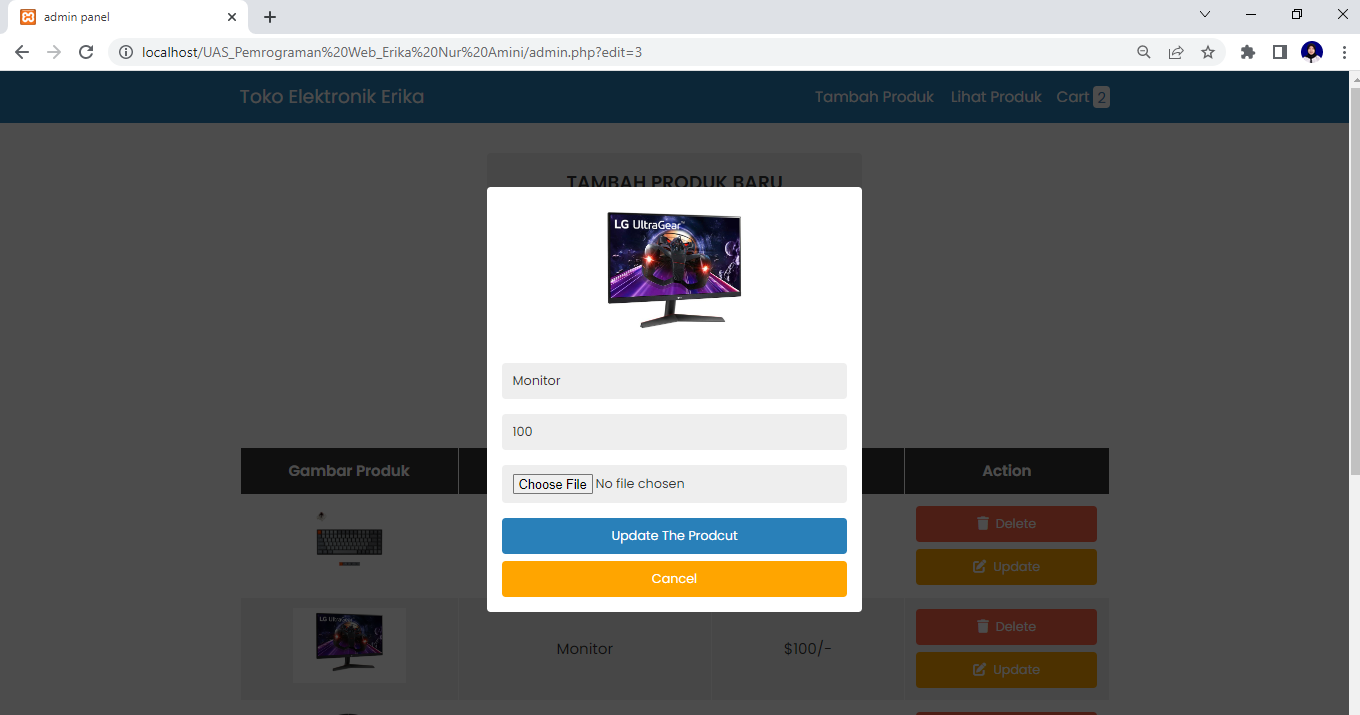 admin panel
localhost/UAS_Pemrograman%20Web_Erika%20Nur%20Amini/admin.php?edit=3
Toko Elektronik Erika
Tambah Produk Lihat Produk Cart 2
TAMBAH PRODUK BARU
LG UltraGear
Monitor
100
Choose File No file chosen
Update The Prodcut
Cancel
Gambar Produk Action
Delete
Update
LG UltraGear
Monitor $100/-
Delete
Update